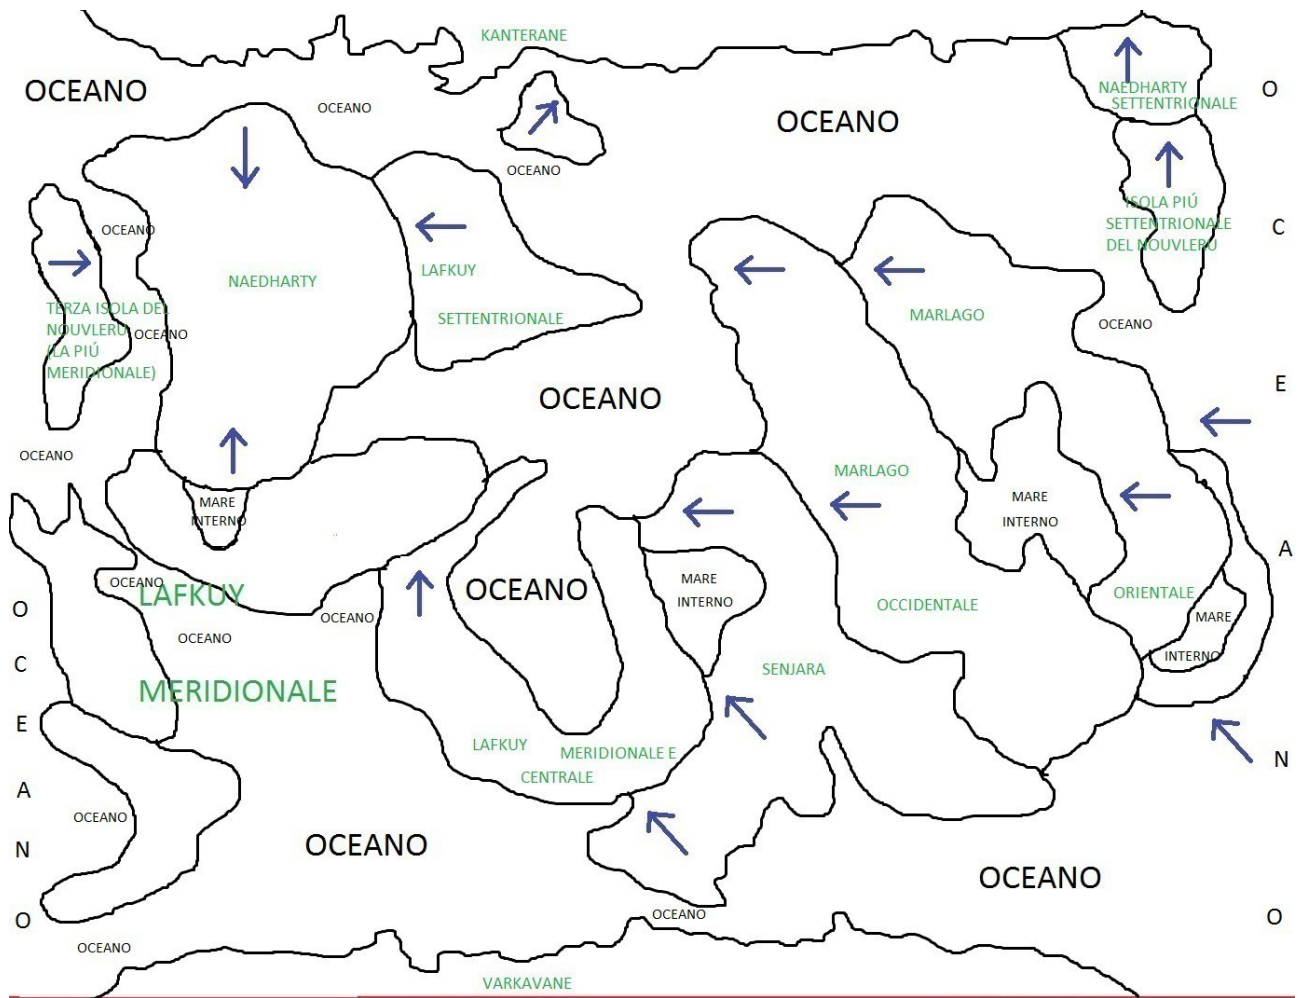 KANTERANE
OCEANO
OCEANO
OCEANO
NAEDHARTY
SETTENTRIONALE
O
OCEANO
OCEANO
ISOLA PIÚ
SETTENTRIONALE
DEL NOUVLERU
C
NAEDHARTY
LAFKUY
SETTENTRIONALE
TERZA ISOLA DEL
NOUVLERU
(LA PIÚ
MERIDIONALE)
OCEANO
MARLAGO
OCEANO
E
OCEANO
OCEANO
MARLAGO
MARE
INTERNO
MARE
INTERNO
A
OCEANO
LAFKUY
MERIDIONALE
OCEANO
OCEANO
OCEANO
MARE
INTERNO
OCCIDENTALE
ORIENTALE
MARE
INTERNO
SENJARA
O
C
E
A
N
O
LAFKUY
MERIDIONALE E
CENTRALE
N
OCEANO
OCEANO
OCEANO
O
OCEANO
OCEANO
VARKAVANE